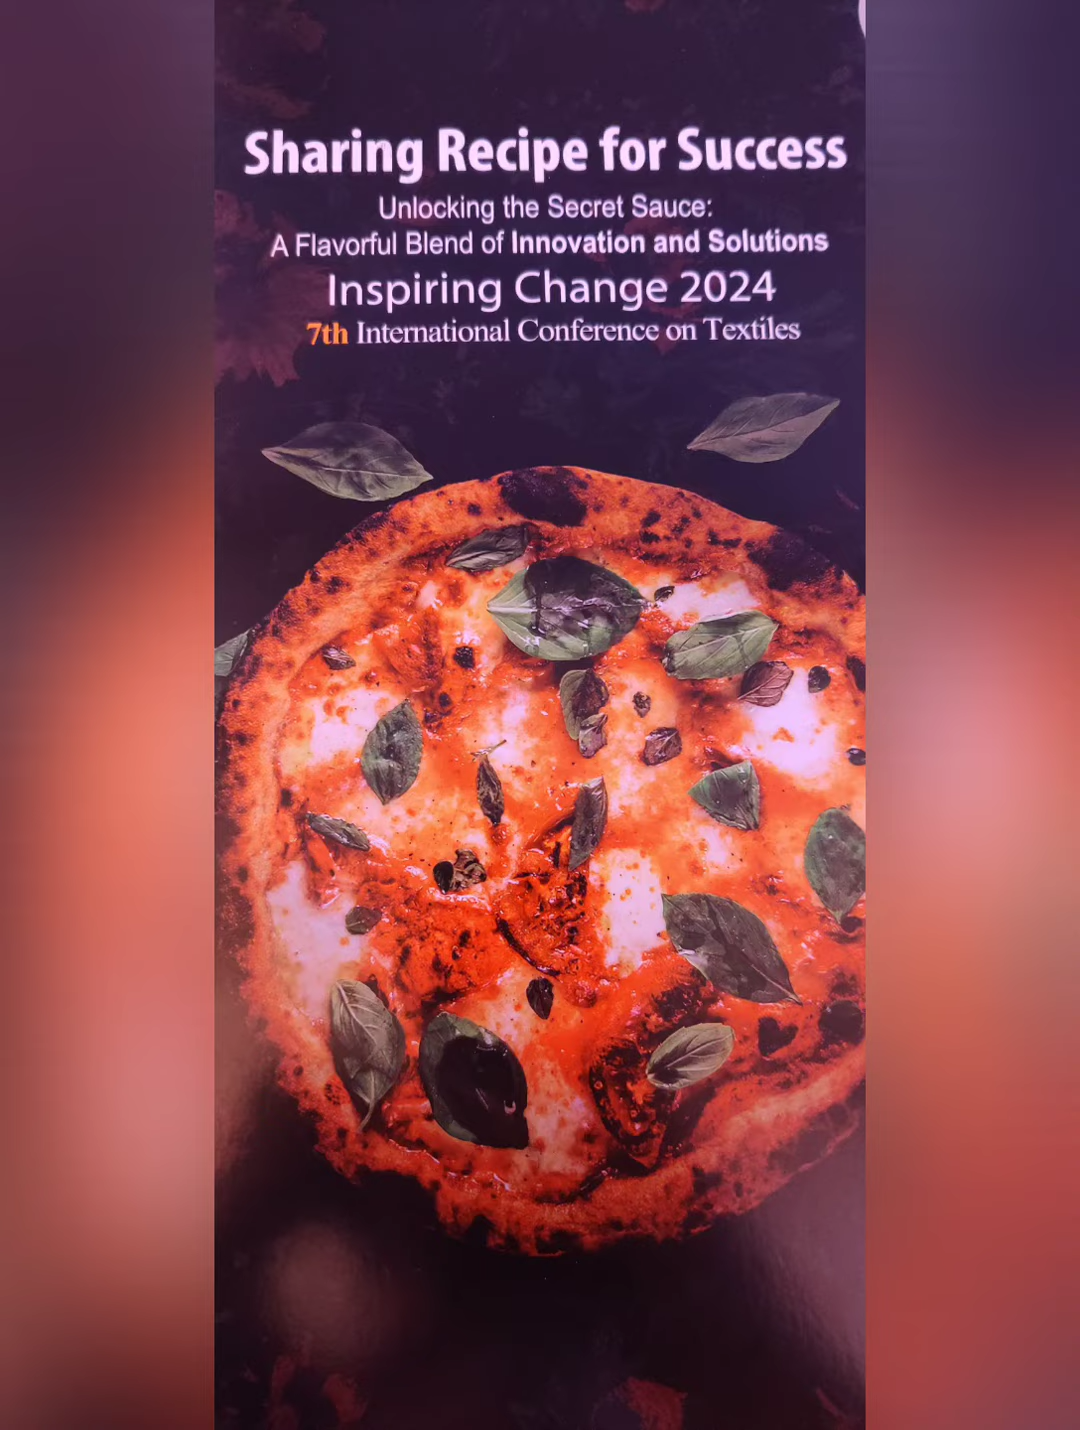 Sharing Recipe for Success
Unlocking the Secret Sauce:
A Flavorful Blend of Innovation and Solutions
Inspiring Change 2024
7th International Conference on Textiles